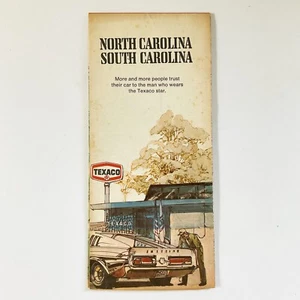 NORTH CAROLINA
SOUTH CAROLINA
More and more people trust
their car to the man who wears
the Texaco star.
TEXACO
TEXACO